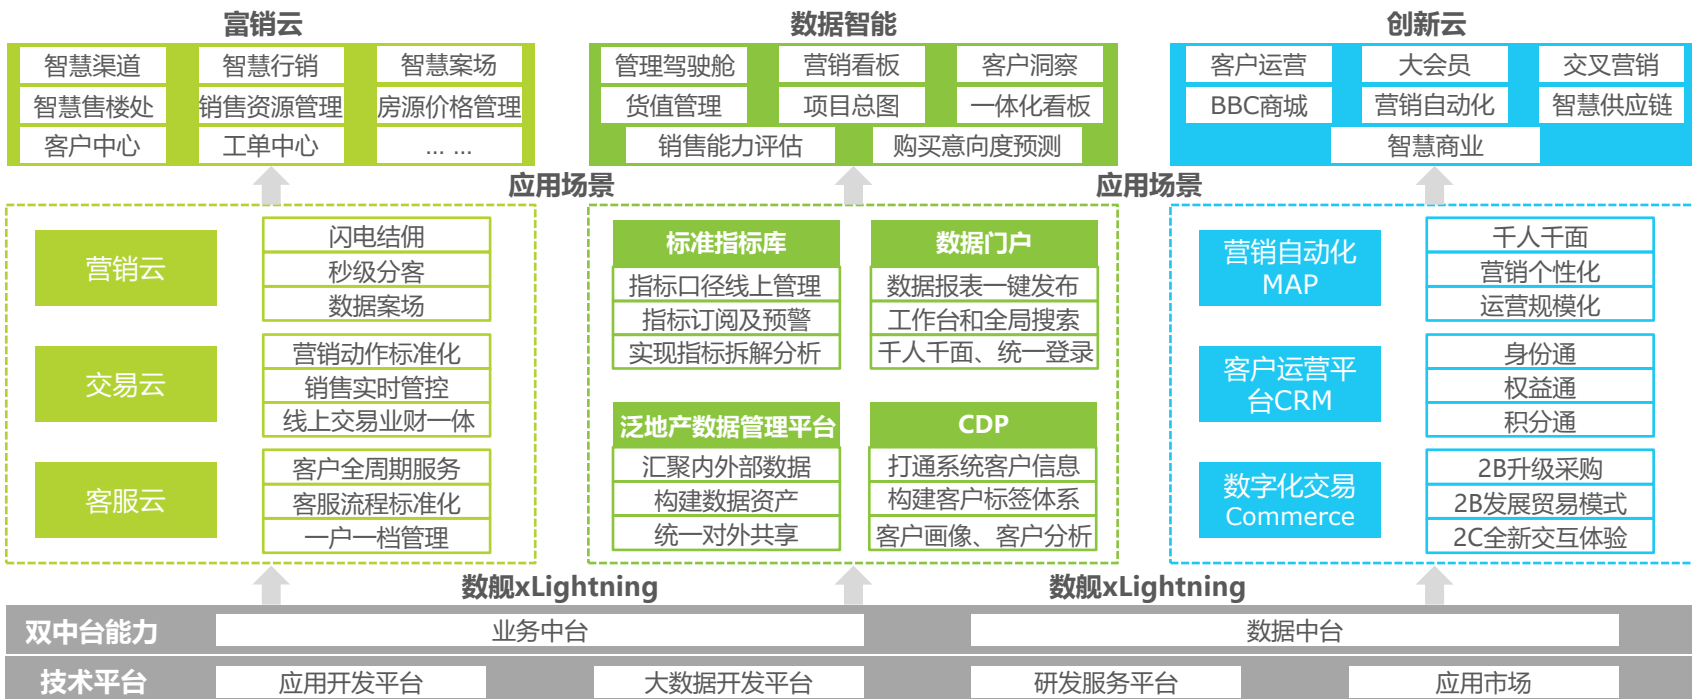 富销云
智慧渠道
智慧行销
智慧案场
智慧售楼处
销售资源管理
房源价格管理
客户中心
工单中心
... ...
数据智能
管理驾驶舱
营销看板
客户洞察
货值管理
项目总图
一体化看板
销售能力评估
购买意向度预测
创新云
客户运营
大会员
交叉营销
BBC商城
营销自动化
智慧供应链
智慧商业
应用场景
应用场景
营销云
闪电结佣
秒级分客
数据案场
交易云
营销动作标准化
销售实时管控
线上交易业财一体
客服云
客户全周期服务
客服流程标准化
一户一档管理
标准指标库
指标口径线上管理
指标订阅及预警
实现指标拆解分析
数据门户
数据报表一键发布
工作台和全局搜索
千人千面、统一登录
泛地产数据管理平台
汇聚内外部数据
构建数据资产
统一对外共享
CDP
打通系统客户信息
构建客户标签体系
客户画像、客户分析
营销自动化
MAP
千人千面
营销个性化
运营规模化
客户运营平
台CRM
身份通
权益通
积分通
数字化交易
Commerce
2B升级采购
2B发展贸易模式
2C全新交互体验
数舰xLightning
数舰xLightning
双中台能力
业务中台
数据中台
技术平台
应用开发平台
大数据开发平台
研发服务平台
应用市场